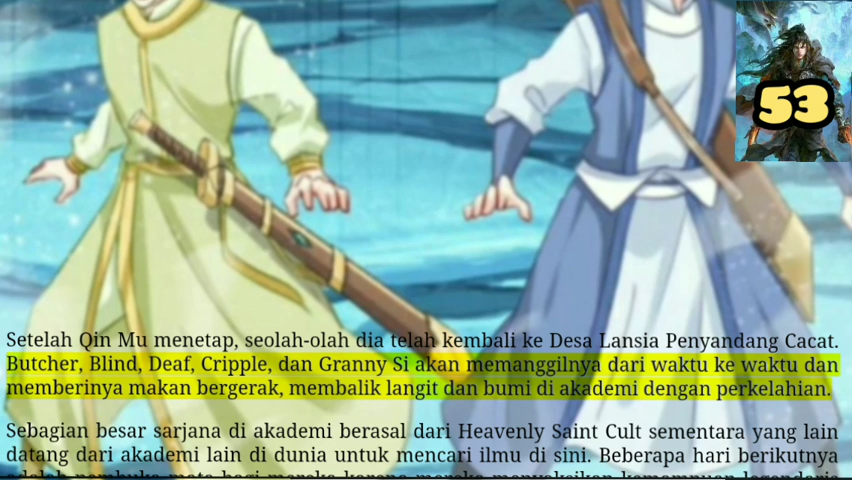 53
Setelah Qin Mu menetap, seolah-olah dia telah kembali ke Desa Lansia Penyandang Cacat.
Butcher, Blind, Deaf, Cripple, dan Granny Si akan memanggilnya dari waktu ke waktu dan
memberinya makan bergerak, membalik langit dan bumi di akademi dengan perkelahian.
Sebagian besar sarjana di akademi berasal dari Heavenly Saint Cult sementara yang lain
datang dari akademi lain di dunia untuk mencari ilmu di sini. Beberapa hari berikutnya